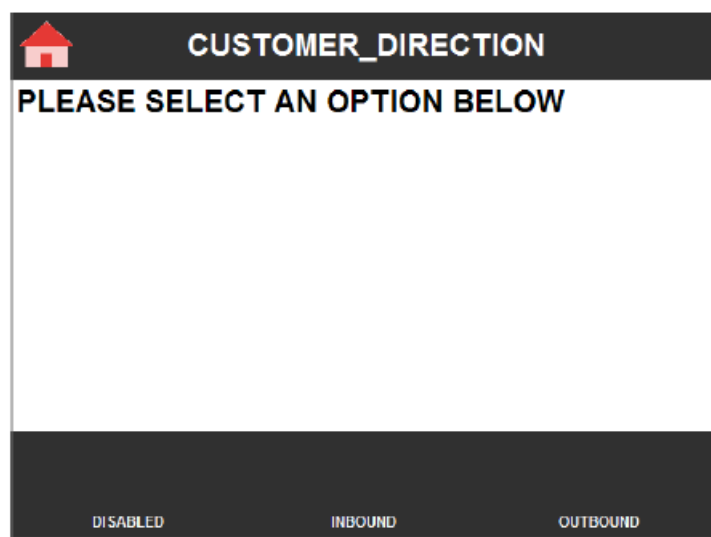 CUSTOMER_DIRECTION
PLEASE SELECT AN OPTION BELOW
DISABLED INBOUND OUTBOUND